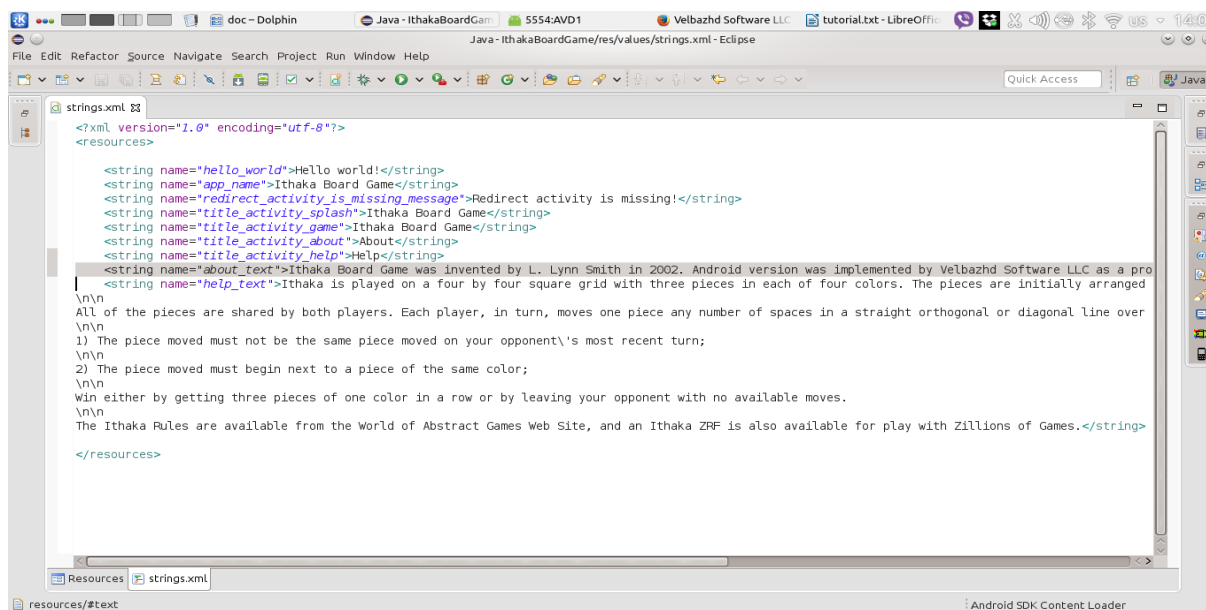 doc – Dolphin
Java - IthakaBoardGam
5554:AVD1
Velbazhd Software LLC
tutorial.txt - LibreOffic
US
14:0
Java - IthakaBoardGame/res/values/strings.xml - Eclipse
File Edit Refactor Source Navigate Search Project Run Window Help
Quick Access
Java
strings.xml
<?xml version="1.0" encoding="utf-8"?>
<resources>
<string name="hello_world">Hello world!</string>
<string name="app_name">Ithaka Board Game</string>
<string name="redirect_activity_is_missing_message">Redirect activity is missing!</string>
<string name="title_activity_splash">Ithaka Board Game</string>
<string name="title_activity_game">Ithaka Board Game</string>
<string name="title_activity_about">About</string>
<string name="title_activity_help">Help</string>
<string name="about_text">Ithaka Board Game was invented by L. Lynn Smith in 2002. Android version was implemented by Velbazhd Software LLC as a pro
<string name="help_text">Ithaka is played on a four by four square grid with three pieces in each of four colors. The pieces are initially arranged
\n\n
All of the pieces are shared by both players. Each player, in turn, moves one piece any number of spaces in a straight orthogonal or diagonal line over
\n\n
1) The piece moved must not be the same piece moved on your opponent\'s most recent turn;
\n\n
2) The piece moved must begin next to a piece of the same color;
\n\n
Win either by getting three pieces of one color in a row or by leaving your opponent with no available moves.
\n\n
The Ithaka Rules are available from the World of Abstract Games Web Site, and an Ithaka ZRF is also available for play with Zillions of Games.</string>
</resources>
Resources
strings.xml
resources/#text
Android SDK Content Loader